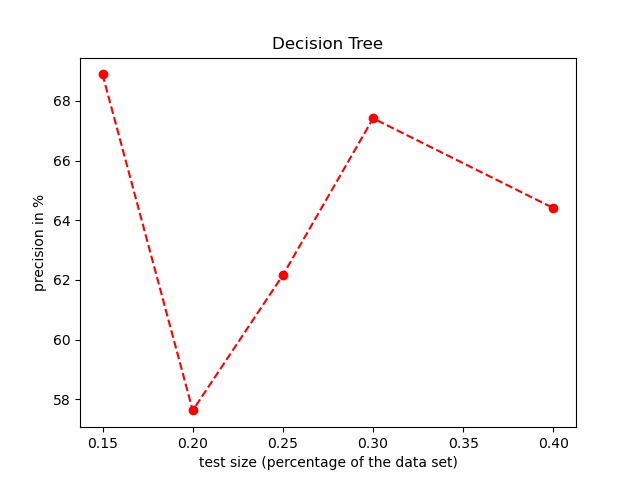 Decision Tree
precision in %
68
66
64
62
60
58
0.15 0.20 0.25 0.30 0.35 0.40
test size (percentage of the data set)